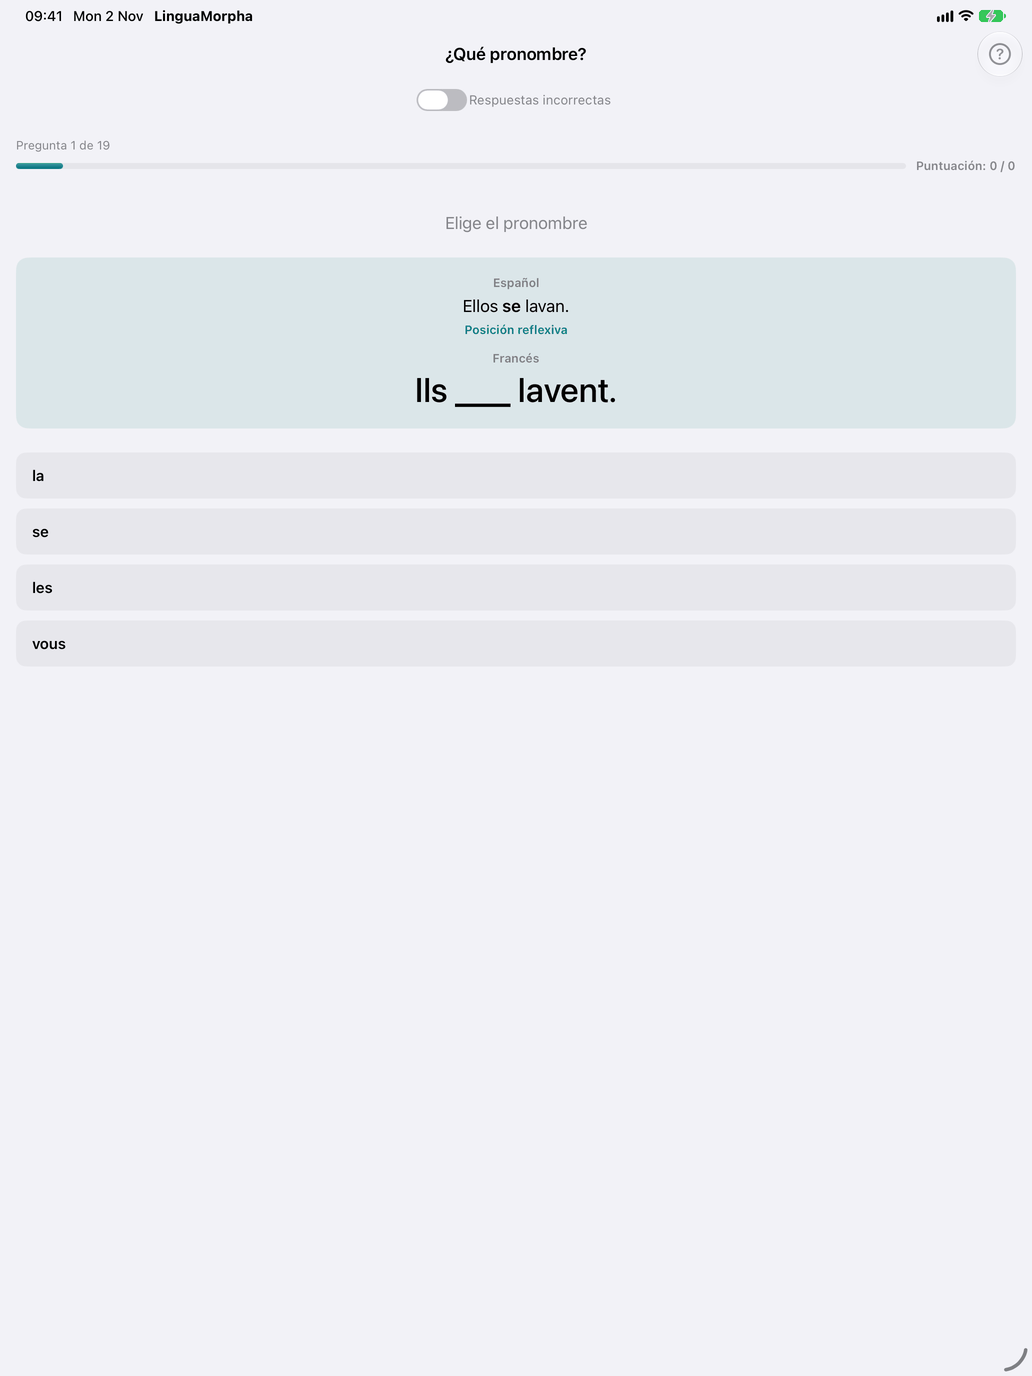 09:41 Mon 2 Nov LinguaMorpha
¿Qué pronombre?
?
Respuestas incorrectas
Pregunta 1 de 19
Puntuación: 0 / 0
Elige el pronombre
Español
Ellos se lavan.
Posición reflexiva
Francés
Ils ____ lavent.
la
se
les
vous